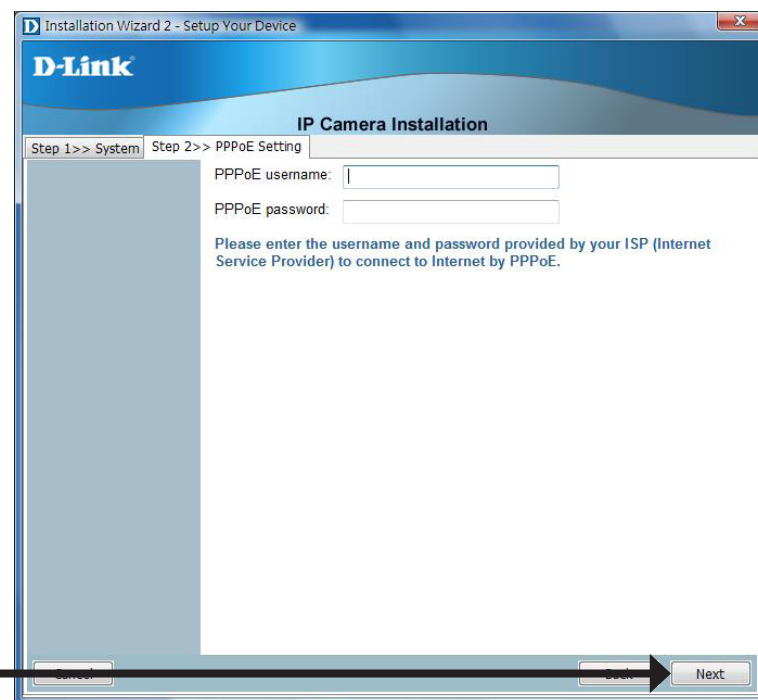 Installation Wizard 2 - Setup Your Device
D-Link
IP Camera Installation
Step 1>> System
Step 2>> PPPoE Setting
PPPoE username:
PPPoE password:
Please enter the username and password provided by your ISP (Internet
Service Provider) to connect to Internet by PPPoE.
Cancel
Back
Next